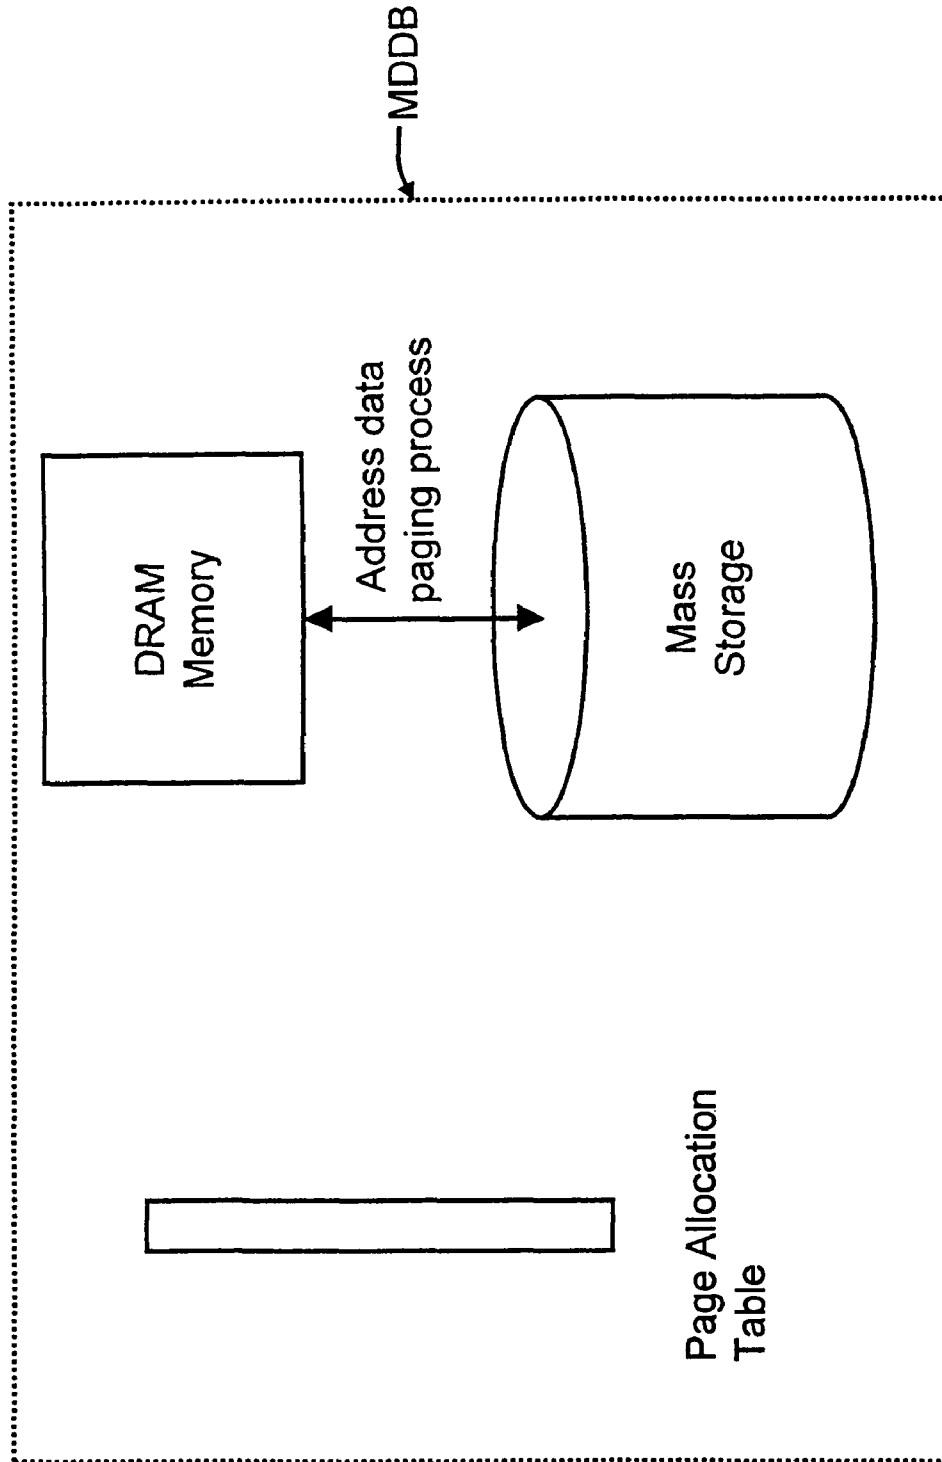 MDDB
DRAM
Memory
Address data
paging process
Mass
Storage
Page Allocation
Table